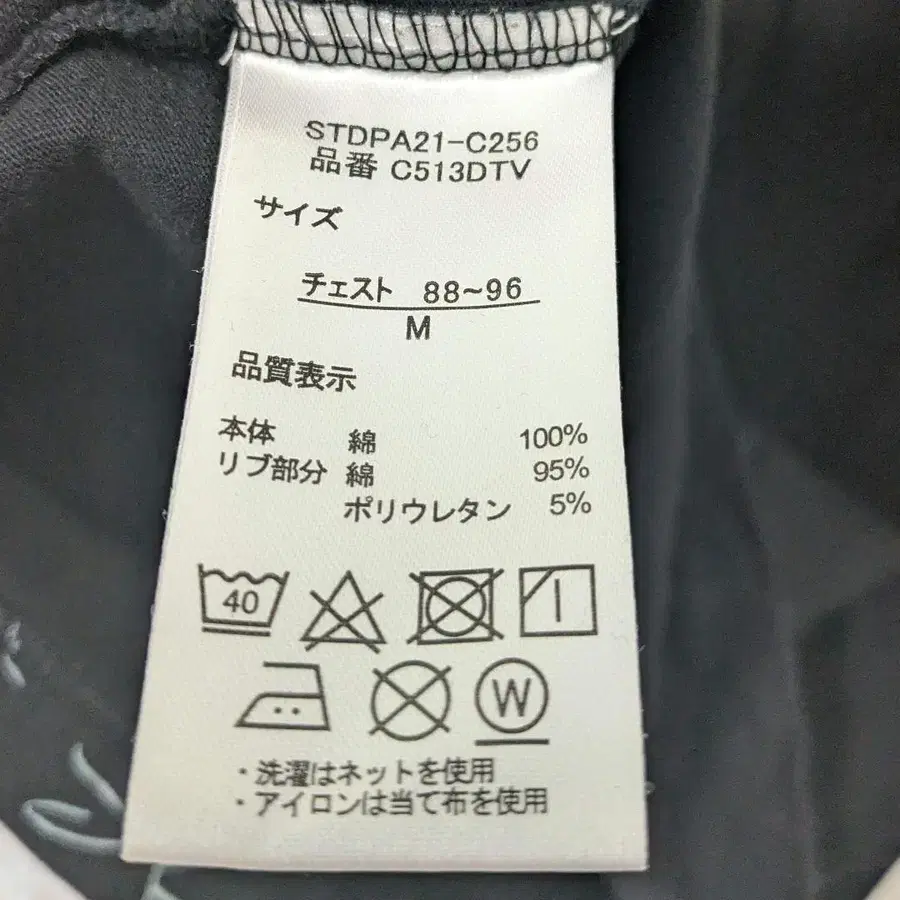 STDPA21-C256
品番 C513DTV
サイズ
チェスト 88~96
M
品質表示
本体 綿 100%
リブ部分 綿 95%
ポリウレタン 5%
40
W
・洗濯はネットを使用
・アイロンは当て布を使用